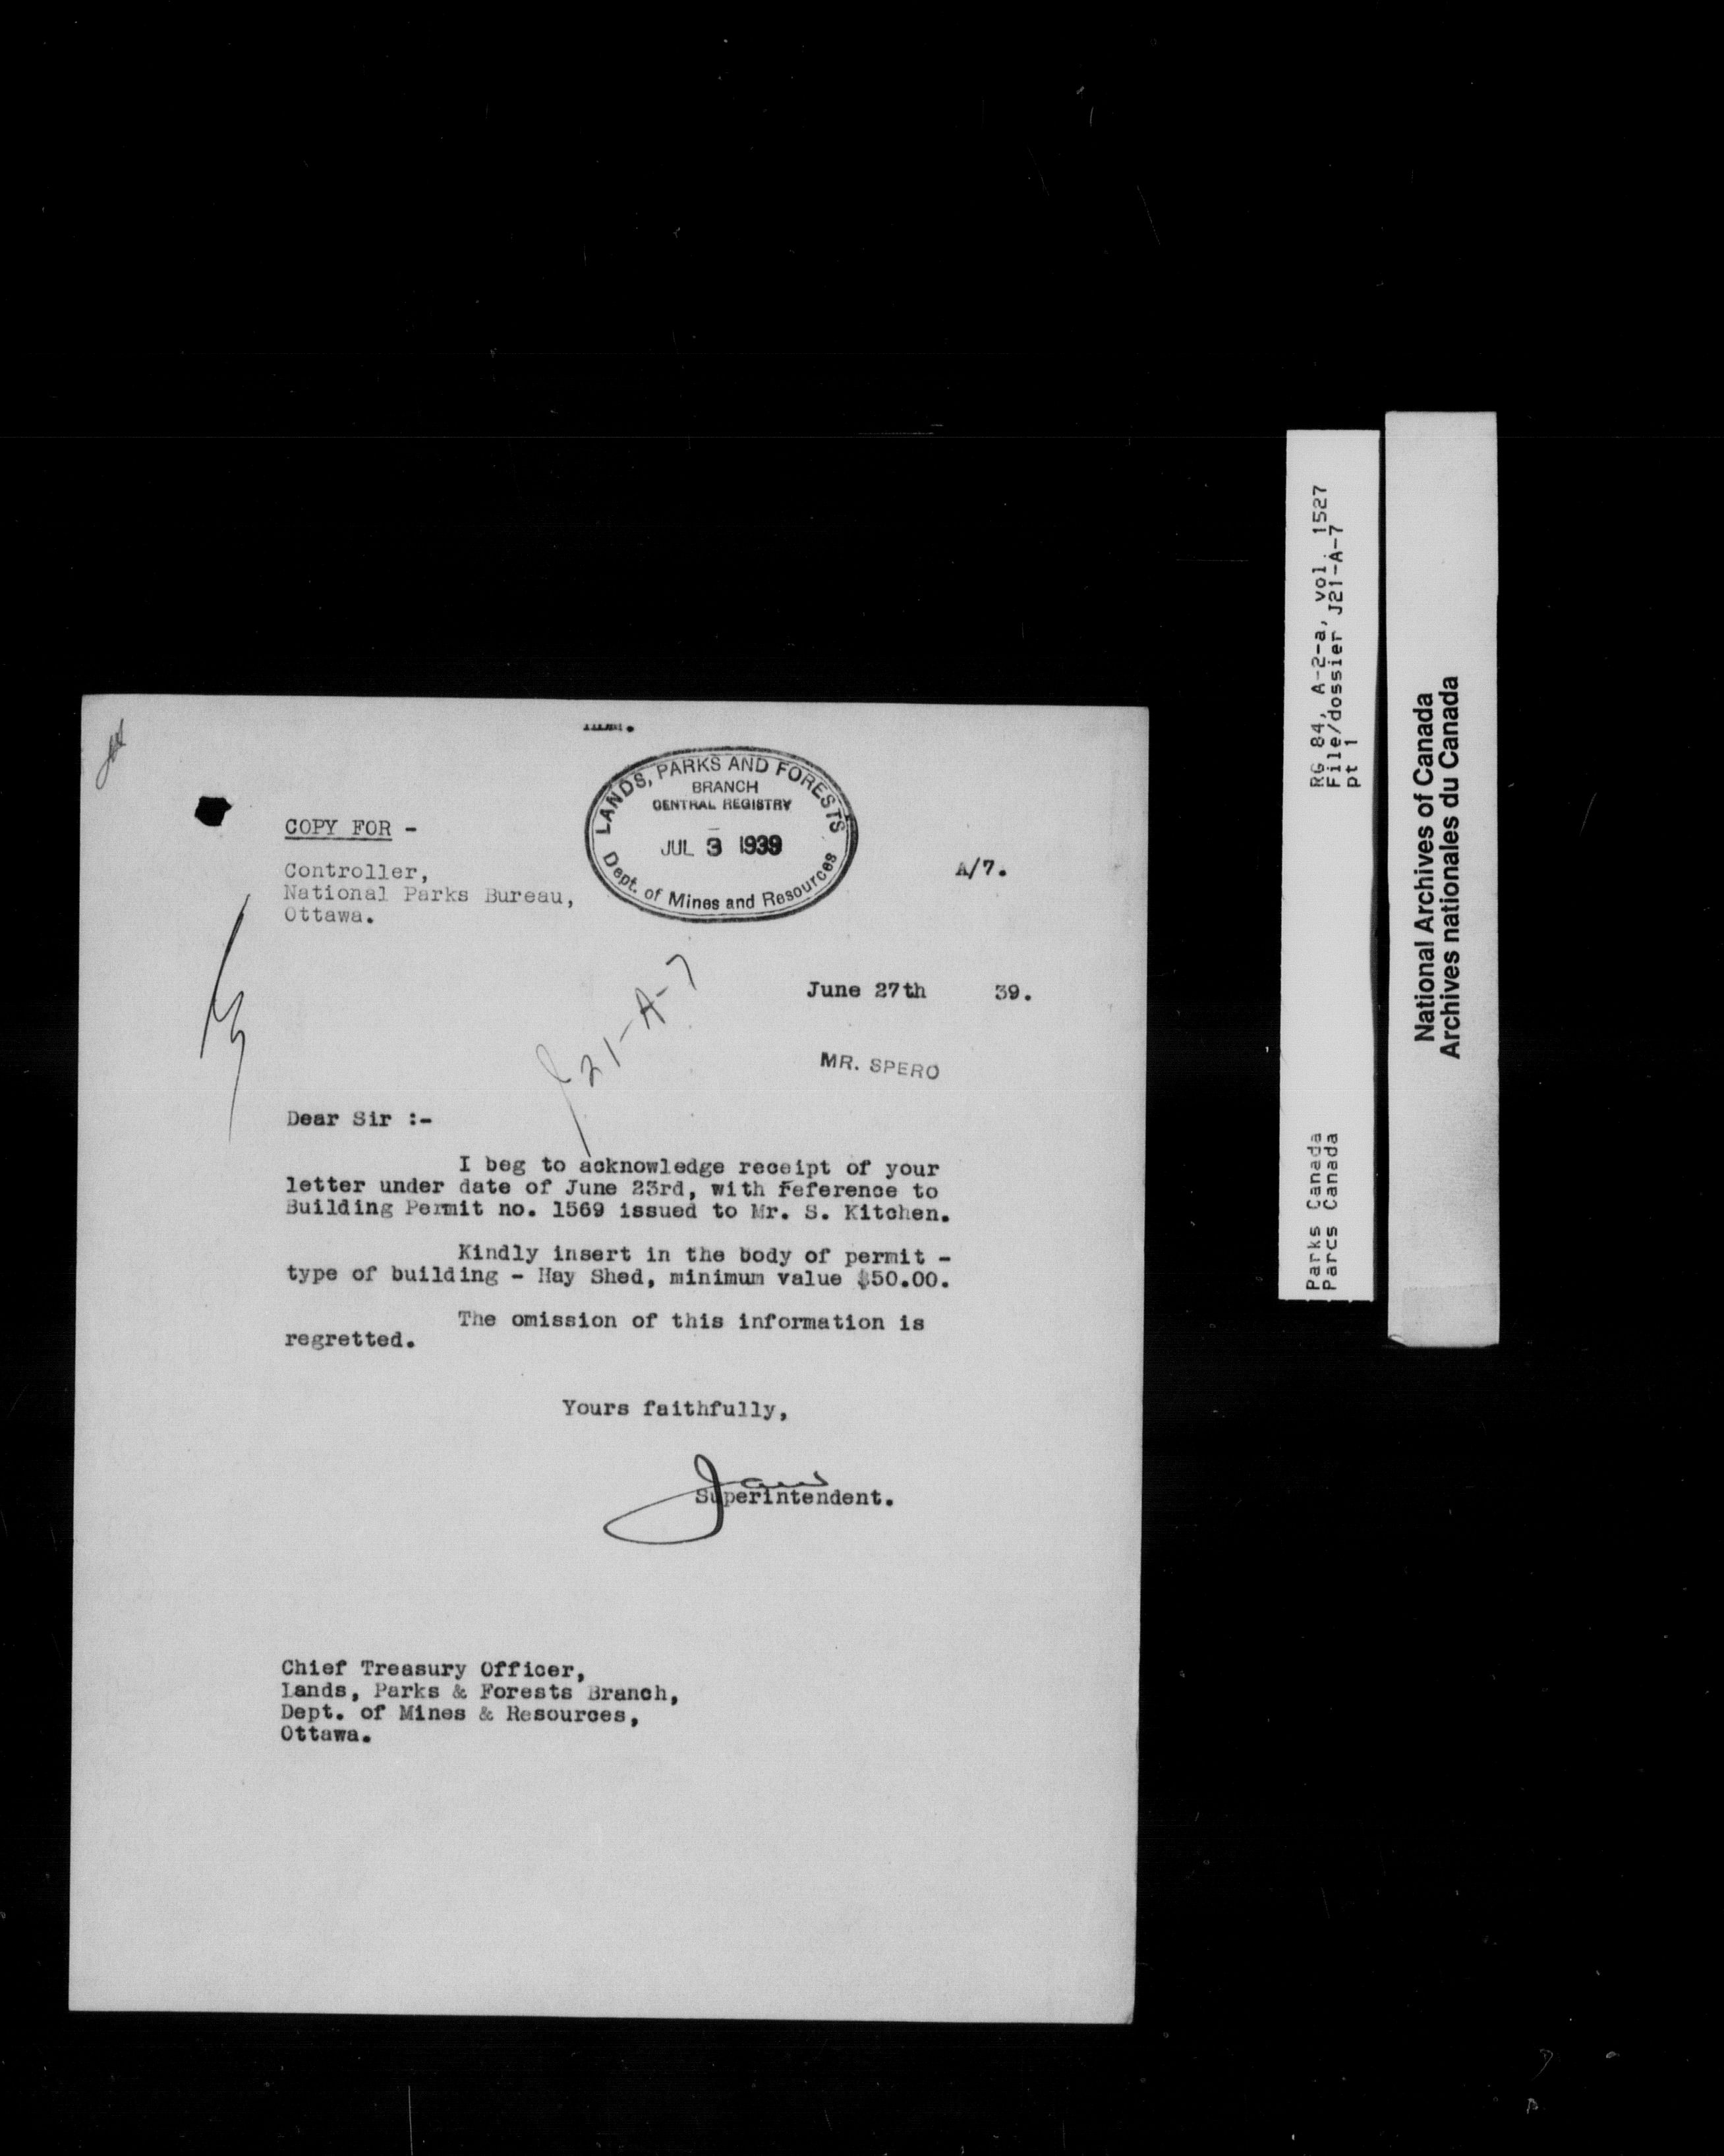 LANDS, PARKS AND FORESTS
BRANCH
CENTRAL REGISTRY
JUL 3 1939
Dept. of Mines and Resources
COPY FOR -
Controller,
National Parks Bureau,
Ottawa.
A/7.
J21-A-7
June 27th 39.
MR. SPERO
Dear Sir :-
I beg to acknowledge receipt of your
letter under date of June 23rd, with reference to
Building Permit no. 1569 issued to Mr. S. Kitchen.
Kindly insert in the body of permit -
type of building - Hay Shed, minimum value $50.00.
The omission of this information is
regretted.
Yours faithfully,
Superintendent.
Chief Treasury Officer,
Lands, Parks & Forests Branch,
Dept. of Mines & Resources,
Ottawa.
RG 84, A-2-a, vol. 1527
File/dossier J21-A-7
pt 1
Parks Canada
Parcs Canada
National Archives of Canada
Archives nationales du Canada